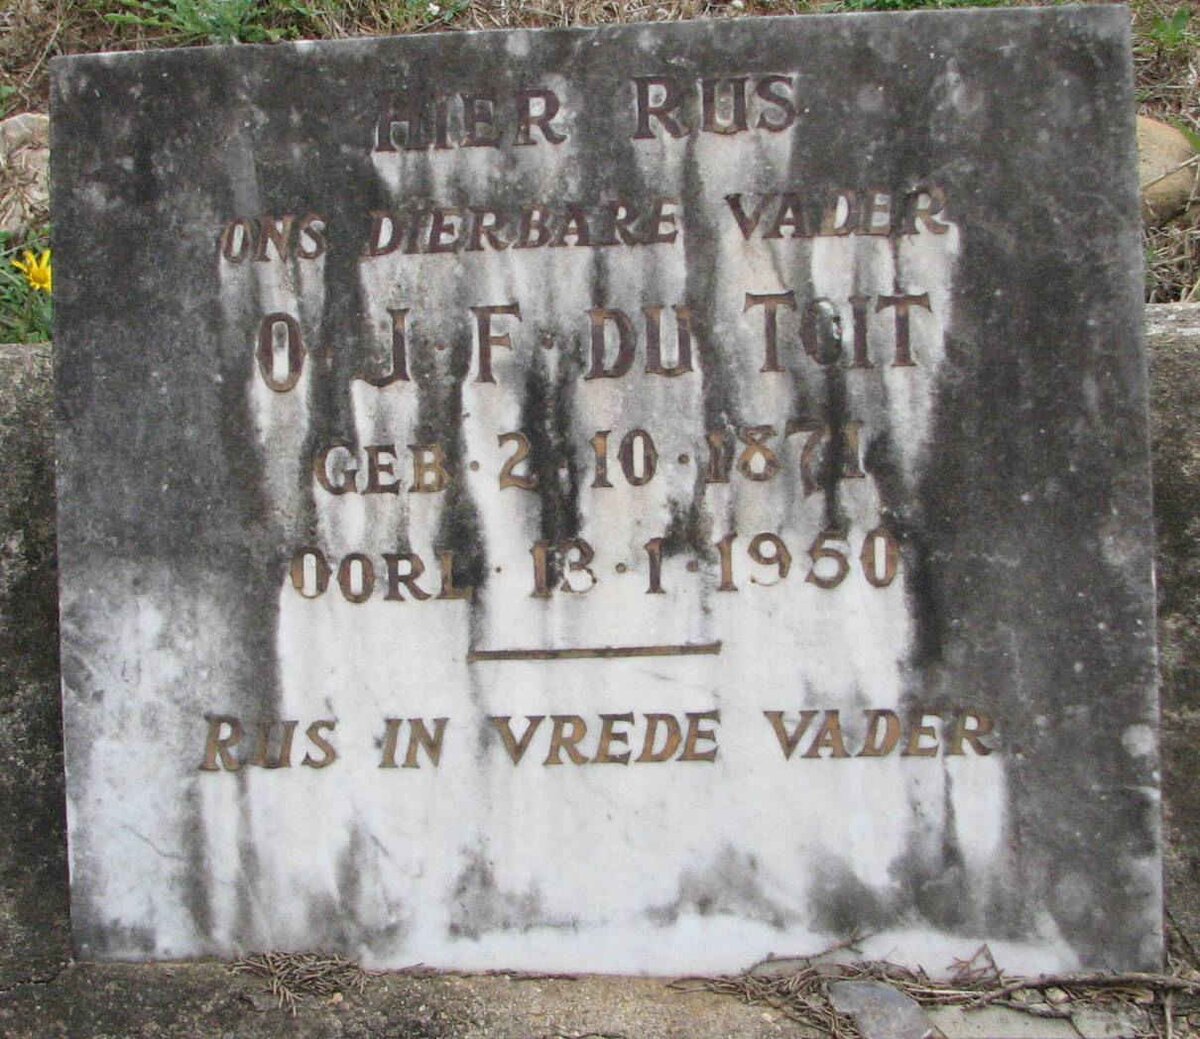 HIER RUS
ONS DIERBARE VADER
O · J · F · DU TOIT
GEB · 2 · 10 · 1871
OORL · 13 · 1 · 1950
RUS IN VREDE VADER